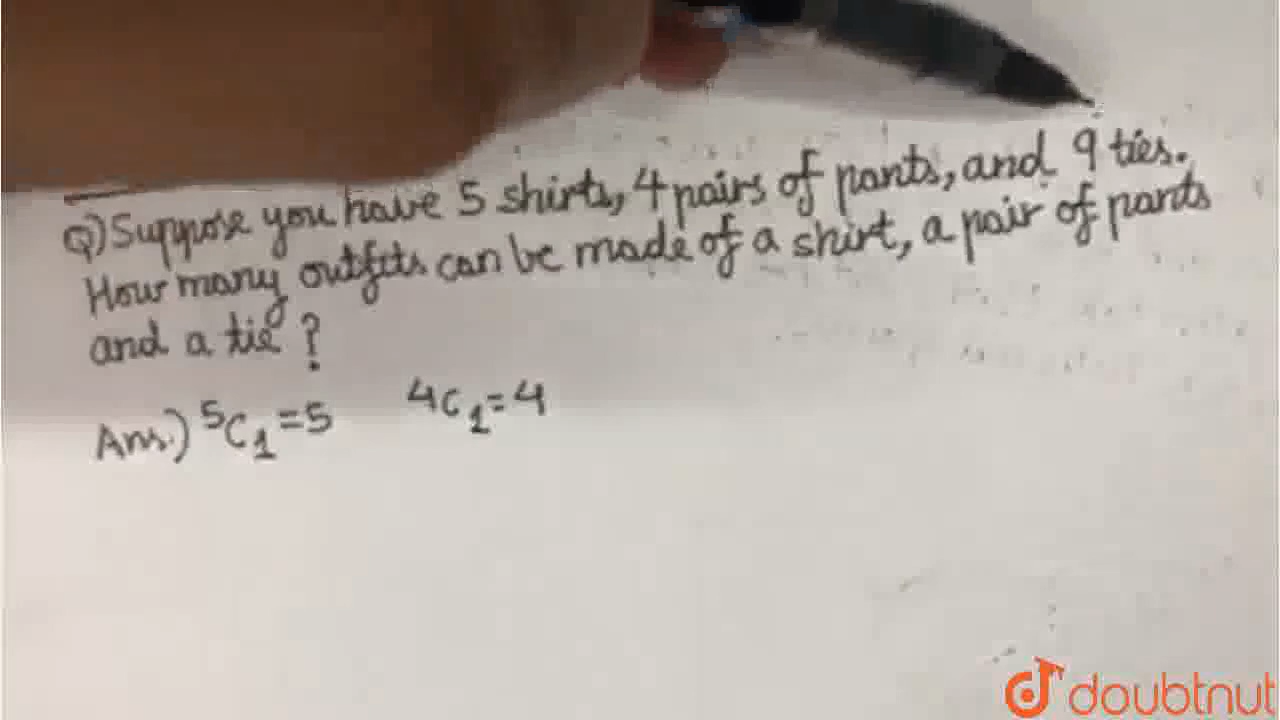 Q) Suppose you have 5 shirts, 4 pairs of pants, and 9 ties.
How many outfits can be made of a shirt, a pair of pants
and a tie ?
Ans.) ⁵C₁ = 5 ⁴C₁ = 4
doubtnut